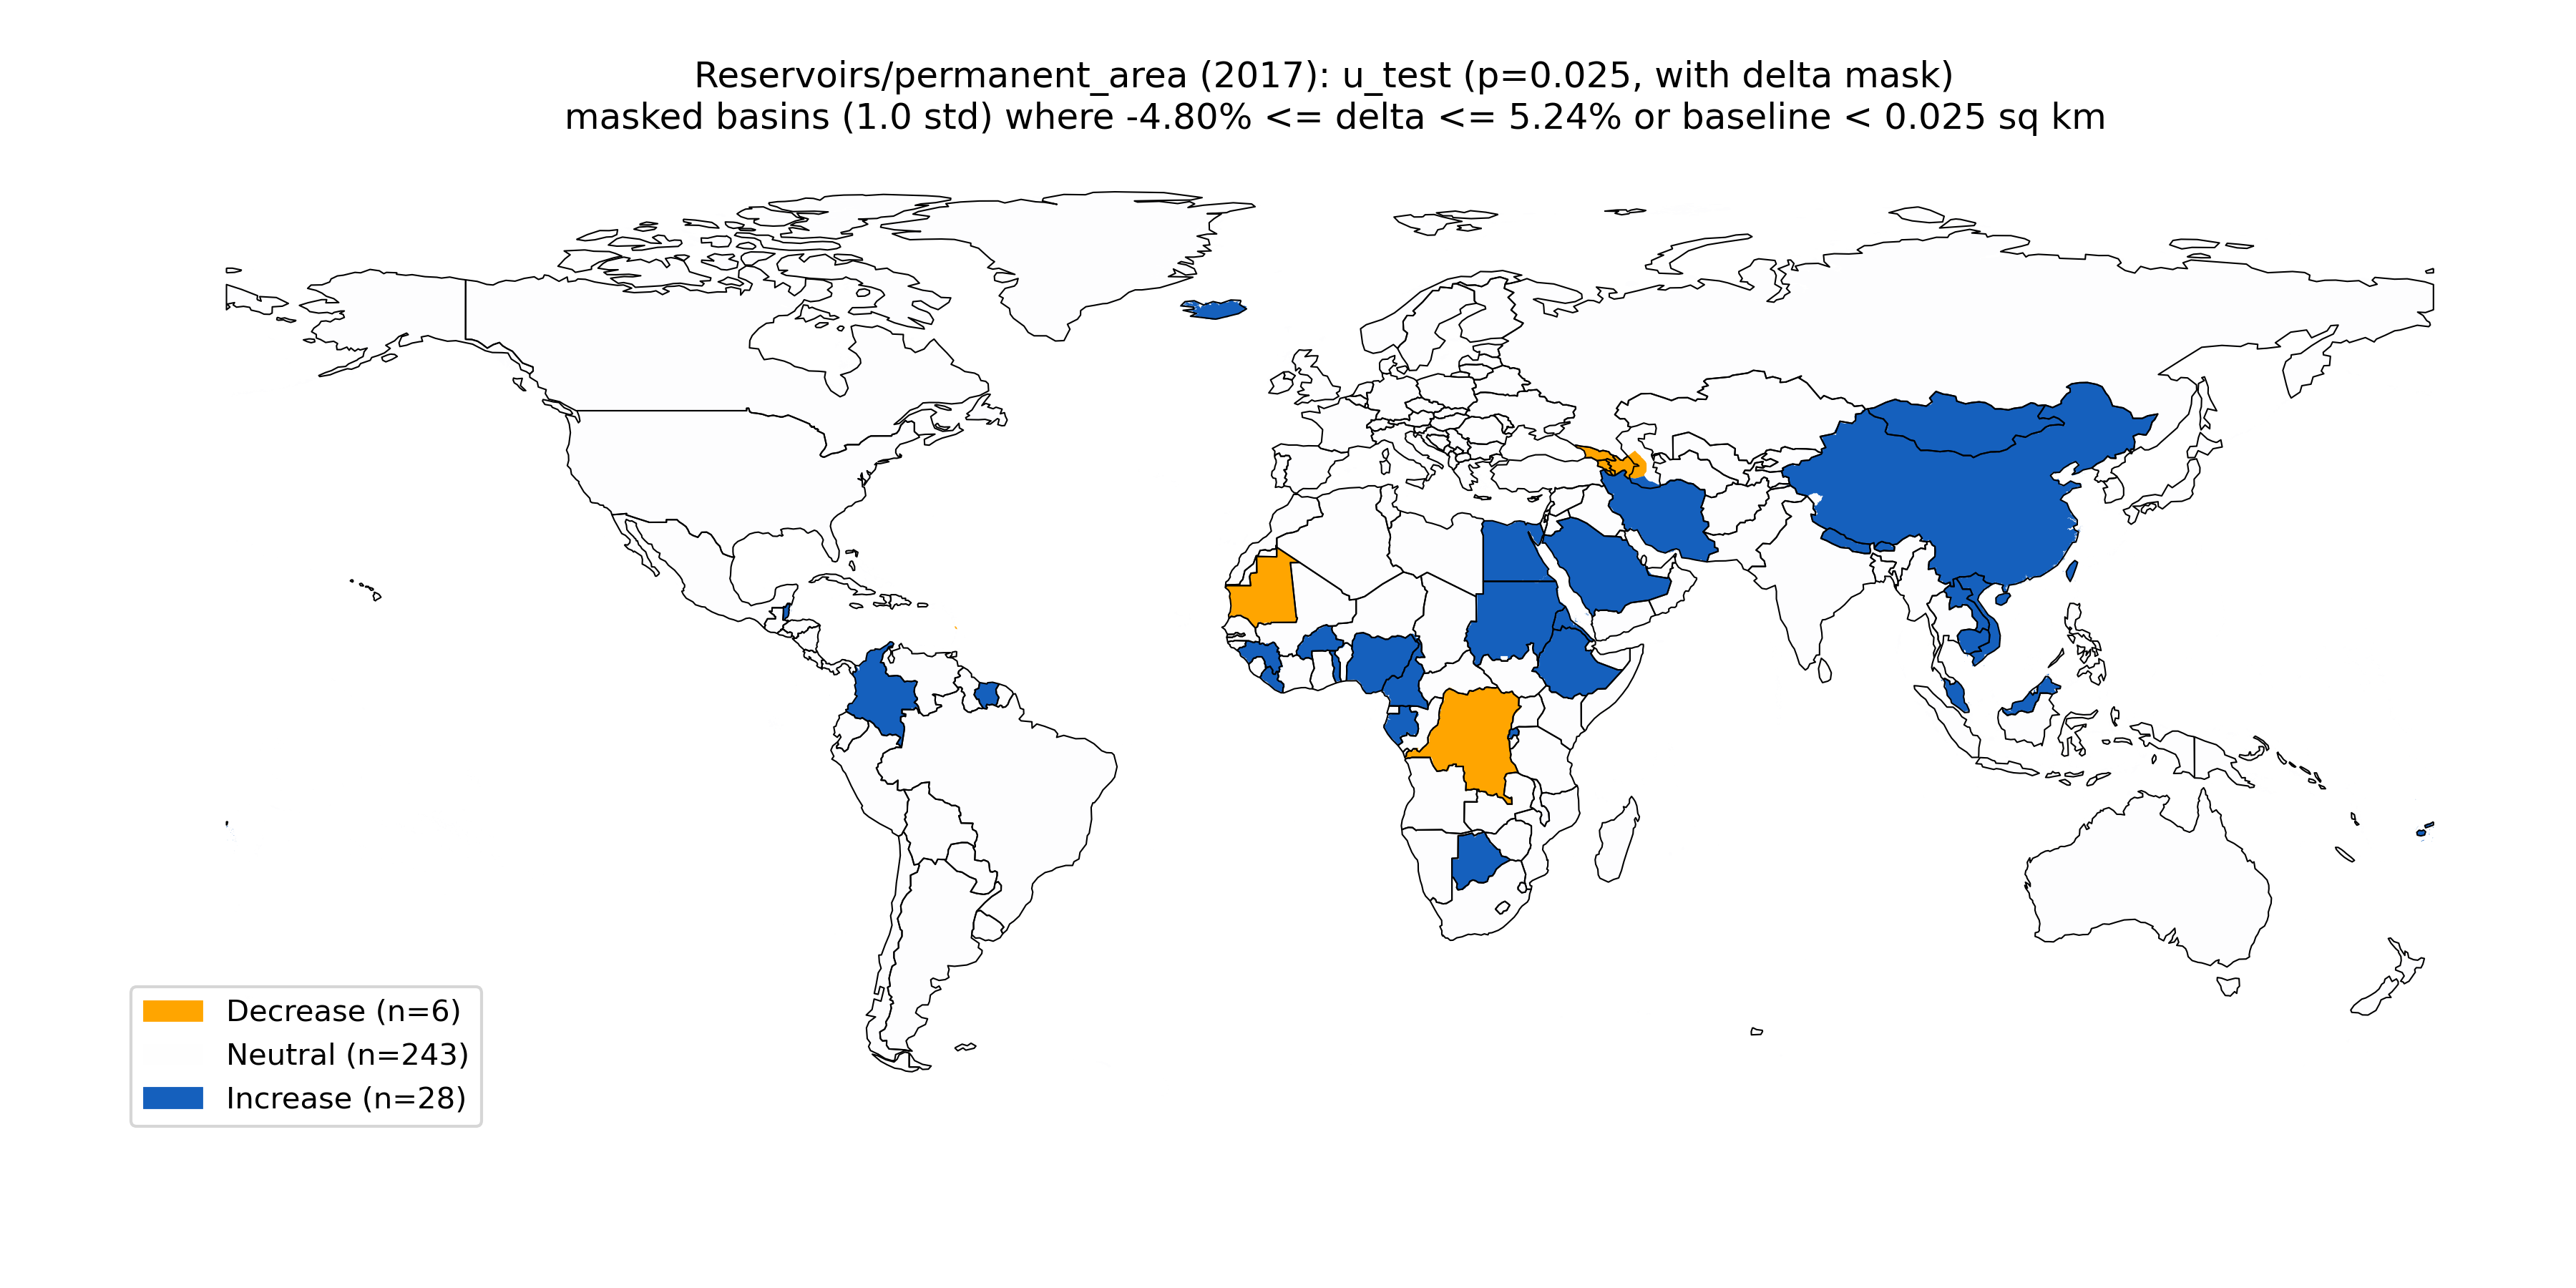 Reservoirs/permanent_area (2017): u_test (p=0.025, with delta mask)
masked basins (1.0 std) where -4.80% <= delta <= 5.24% or baseline < 0.025 sq km
Decrease (n=6)
Neutral (n=243)
Increase (n=28)